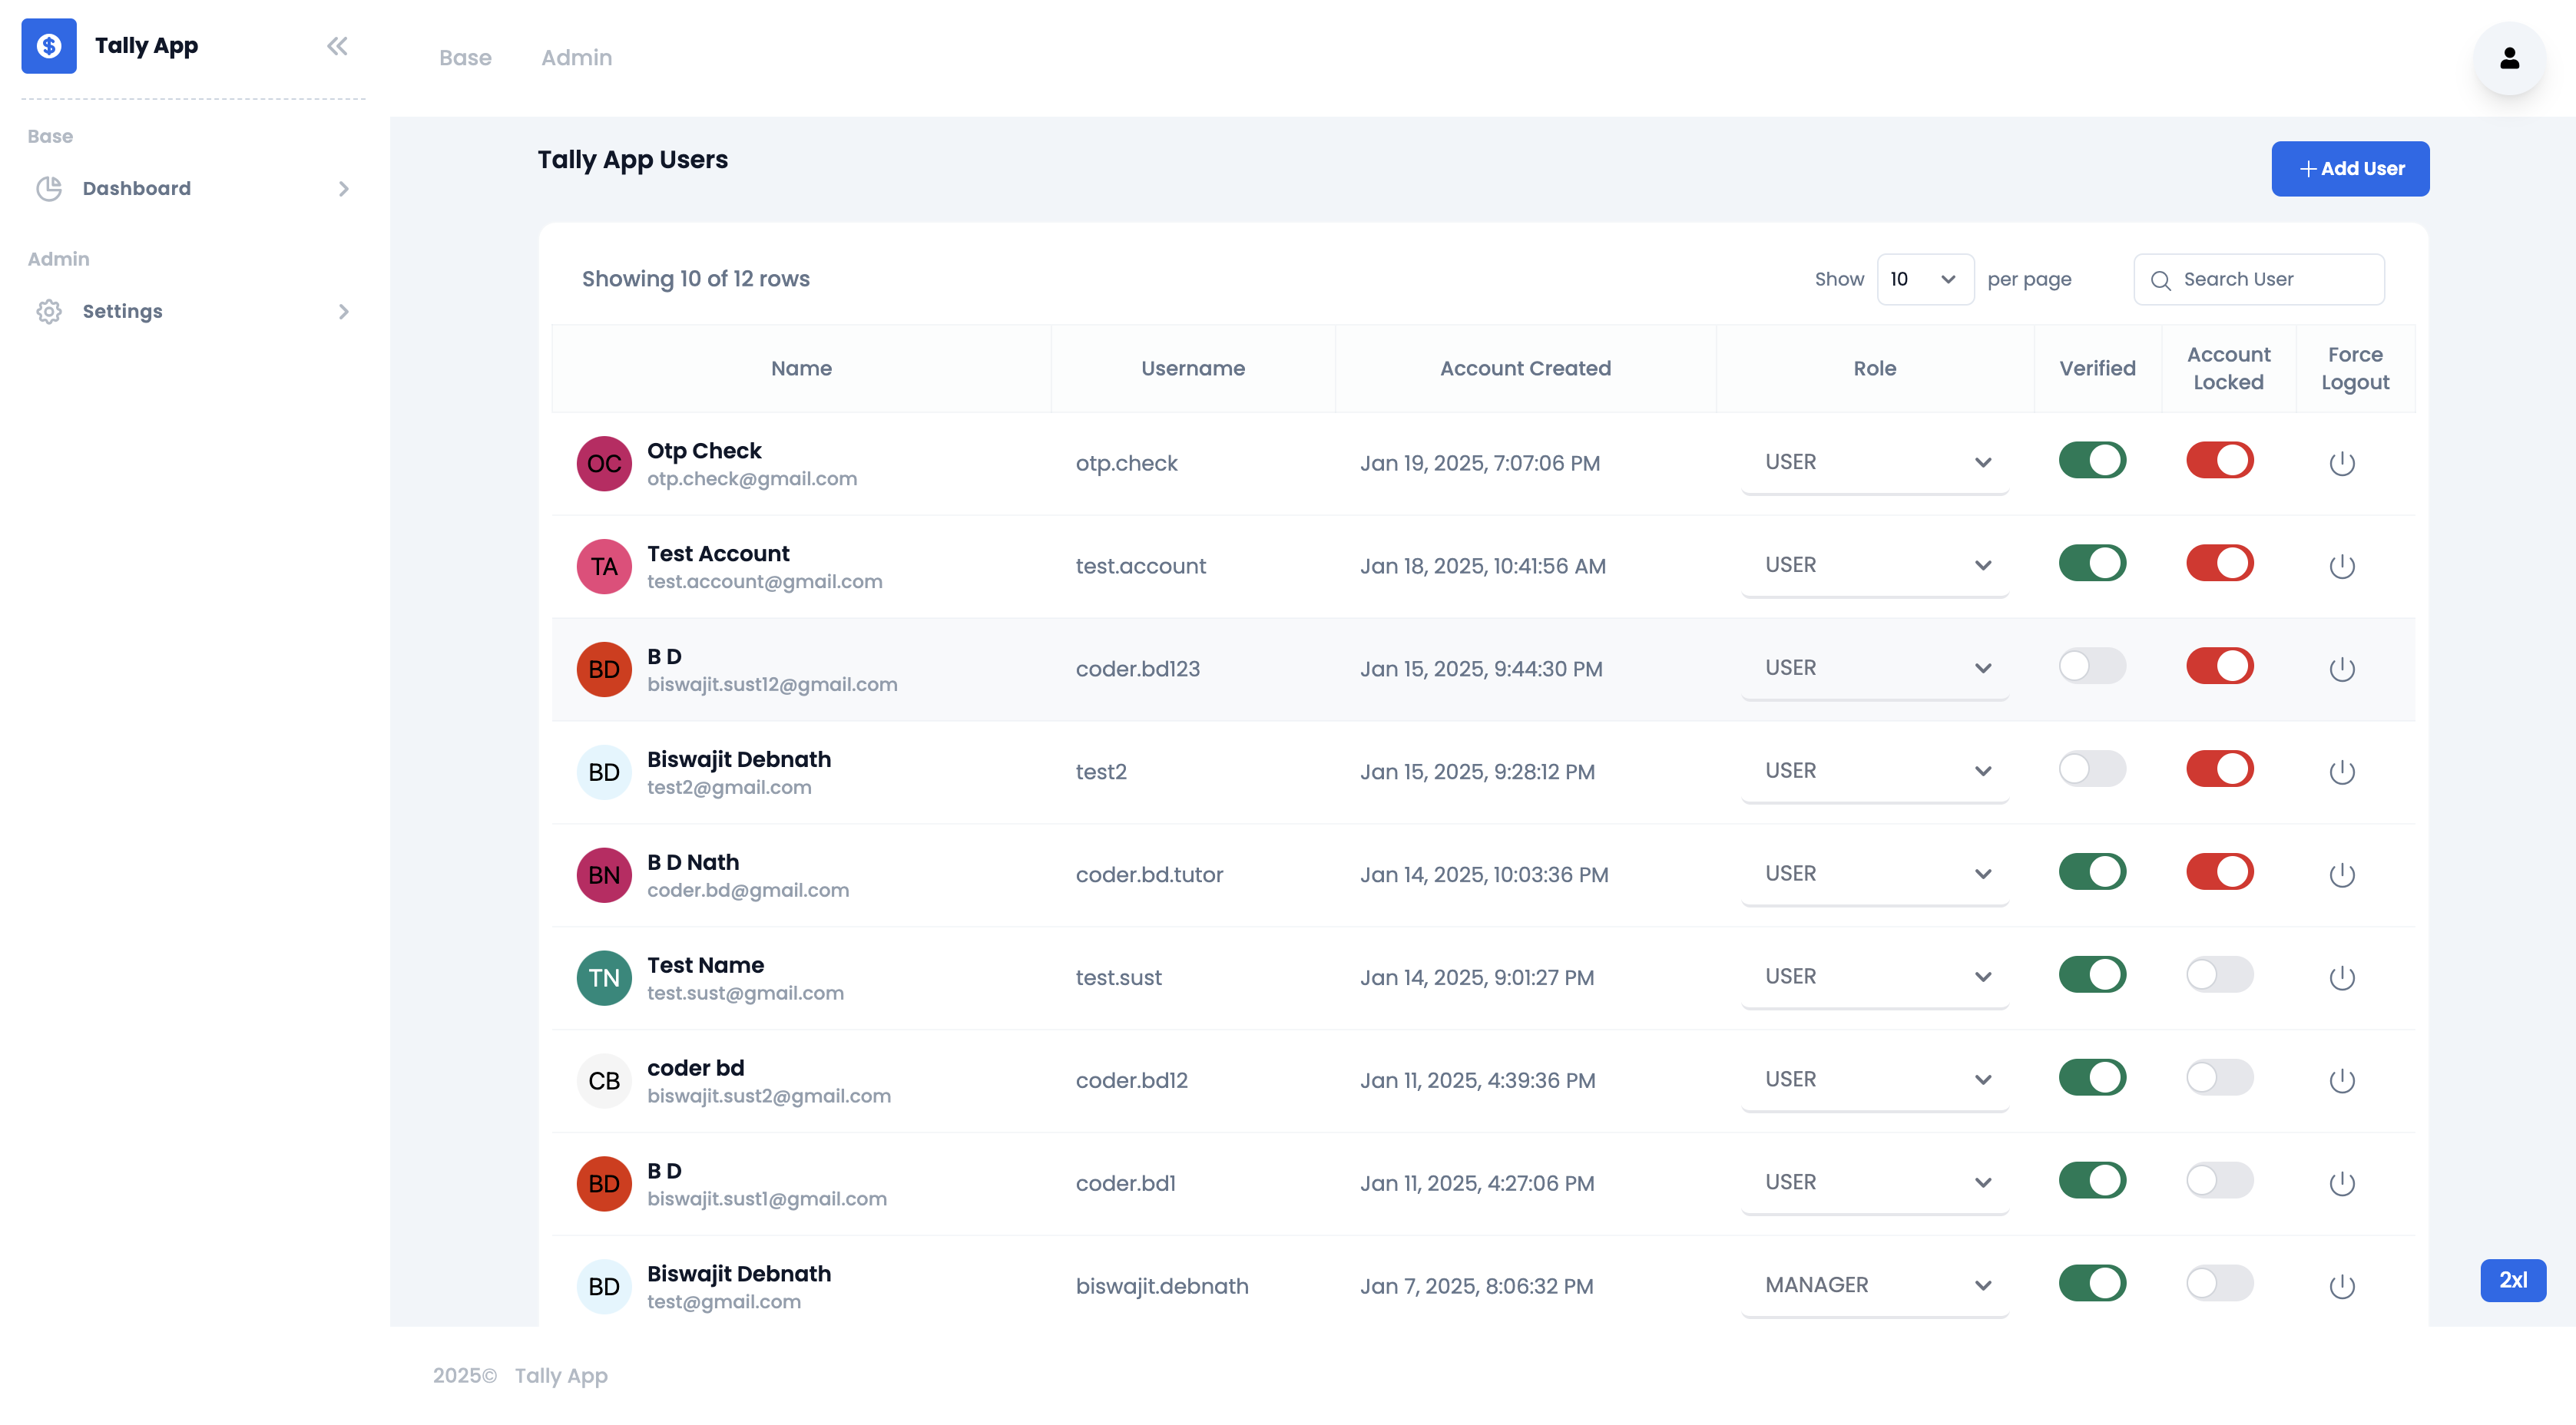 Tally App
Base Admin
Base
Dashboard
Admin
Settings
Tally App Users
Add User
Showing 10 of 12 rows
Show 10 per page
Search User
Name Username Account Created Role Verified Account Locked Force Logout
OC Otp Check otp.check Jan 19, 2025, 7:07:06 PM USER
otp.check@gmail.com
TA Test Account test.account Jan 18, 2025, 10:41:56 AM USER
test.account@gmail.com
BD B D coder.bd123 Jan 15, 2025, 9:44:30 PM USER
biswajit.sust12@gmail.com
BD Biswajit Debnath test2 Jan 15, 2025, 9:28:12 PM USER
test2@gmail.com
BN B D Nath coder.bd.tutor Jan 14, 2025, 10:03:36 PM USER
coder.bd@gmail.com
TN Test Name test.sust Jan 14, 2025, 9:01:27 PM USER
test.sust@gmail.com
CB coder bd coder.bd12 Jan 11, 2025, 4:39:36 PM USER
biswajit.sust2@gmail.com
BD B D coder.bd1 Jan 11, 2025, 4:27:06 PM USER
biswajit.sust1@gmail.com
BD Biswajit Debnath biswajit.debnath Jan 7, 2025, 8:06:32 PM MANAGER
test@gmail.com
2xl
2025© Tally App